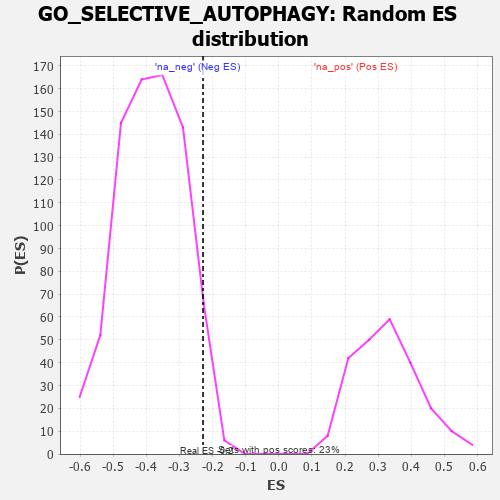 GO_SELECTIVE_AUTOPHAGY: Random ES
distribution
'na_neg' (Neg ES)
'na_pos' (Pos ES)
170
160
150
140
130
120
110
100
90
80
70
60
50
40
30
20
10
0
P(ES)
Real ES
with pos scores: 23%
-0.6 -0.5 -0.4 -0.3 -0.2 -0.1 0.0 0.1 0.2 0.3 0.4 0.5 0.6
ES